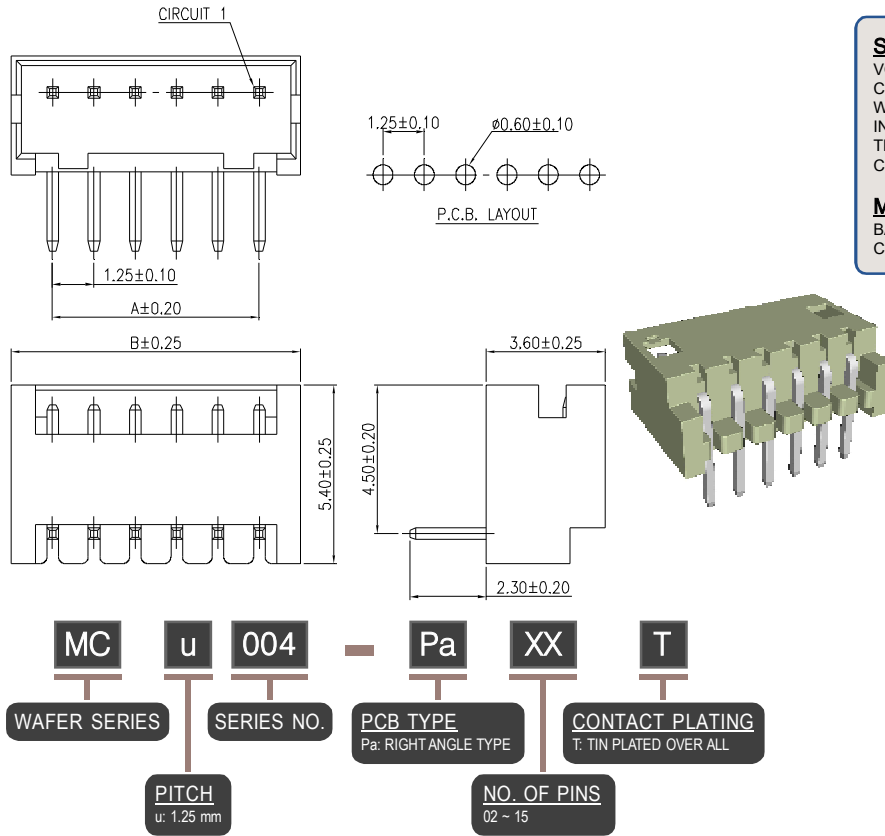 CIRCUIT 1
1.25±0.10
ø0.60±0.10
P.C.B. LAYOUT
1.25±0.10
A±0.20
B±0.25
3.60±0.25
5.40±0.25
4.50±0.20
2.30±0.20
MC u 004 - Pa XX T
WAFER SERIES
SERIES NO.
PCB TYPE
Pa: RIGHT ANGLE TYPE
CONTACT PLATING
T: TIN PLATED OVER ALL
PITCH
u: 1.25 mm
NO. OF PINS
02 ~ 15